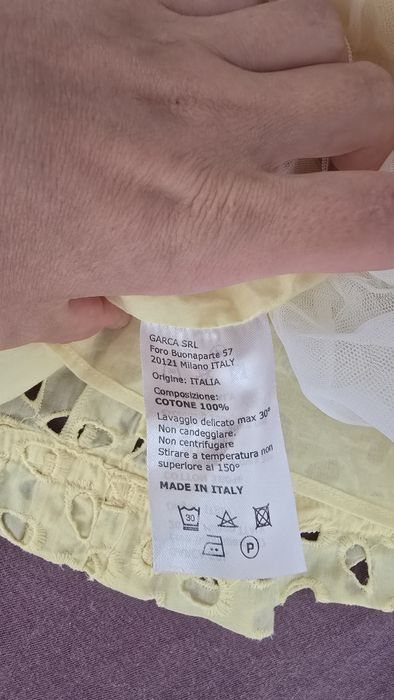 GARCA SRL
Foro Buonaparte 57
20121 Milano ITALY
Origine: ITALIA
Composizione:
COTONE 100%
Lavaggio delicato max 30°
Non candeggiare.
Non centrifugare
Stirare a temperatura non
superiore al 150°
MADE IN ITALY
30
P